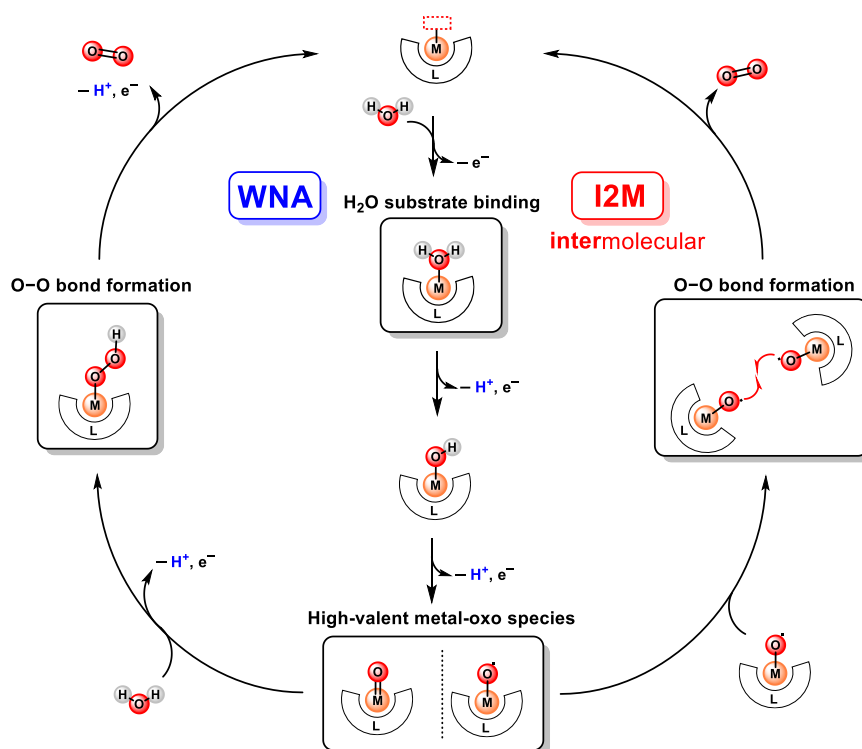 O O
− H⁺, e⁻
M
L
H H
O
− e⁻
O O
WNA
I2M
intermolecular
H₂O substrate binding
H H
O
M
L
O−O bond formation
H
O
O
M
L
O−O bond formation
O M L
M O
L
− H⁺, e⁻
O H
M
L
− H⁺, e⁻
− H⁺, e⁻
High-valent metal-oxo species
H H
O
O
M
L
O
M
L
O
M
L